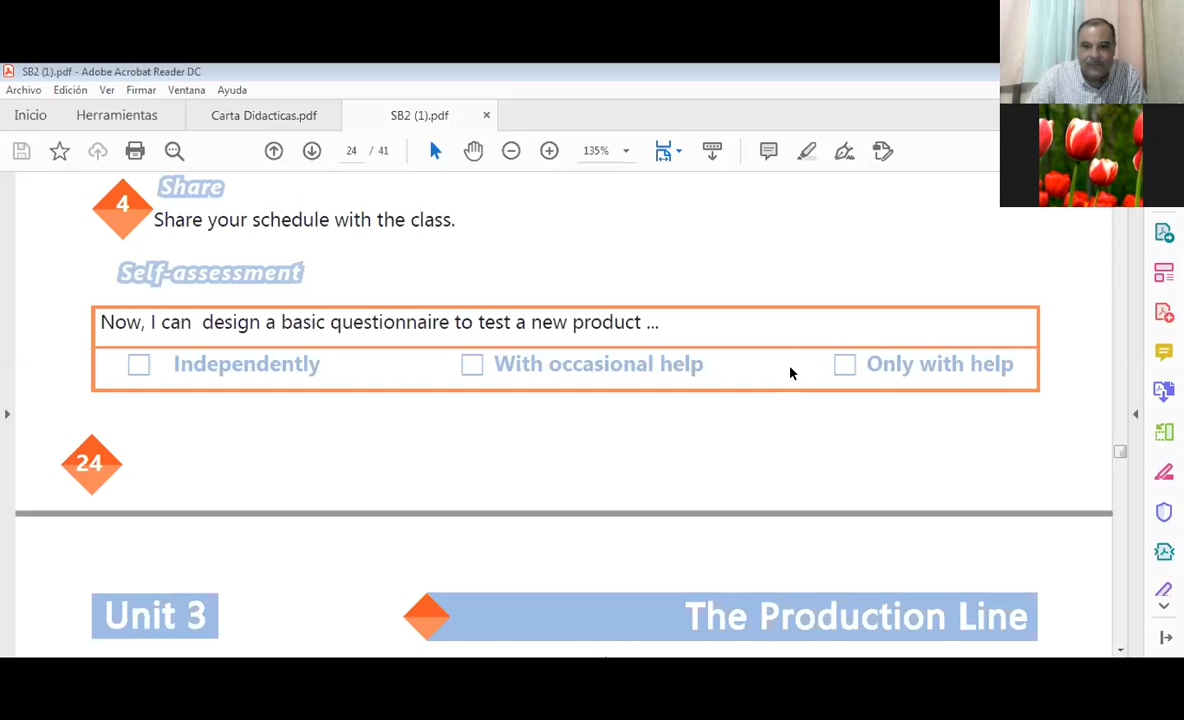 SB2 (1).pdf - Adobe Acrobat Reader DC
Archivo Edición Ver Firmar Ventana Ayuda
Inicio Herramientas Carta Didacticas.pdf SB2 (1).pdf ×
24 / 41 135%
4 Share
Share your schedule with the class.
Self-assessment
Now, I can design a basic questionnaire to test a new product ...
Independently With occasional help Only with help
24
Unit 3 The Production Line